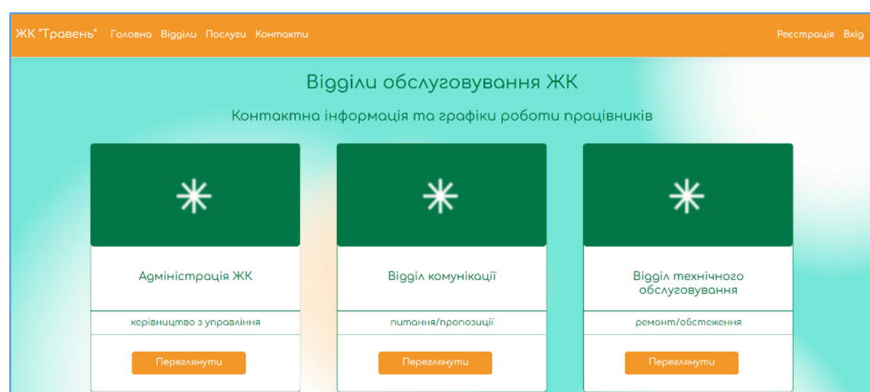 ЖК "Травень" Головна Відділи Послуги Контакти Реєстрація Вхід
Відділи обслуговування ЖК
Контактна інформація та графіки роботи працівників
Адміністрація ЖК
керівництво з управління
Переглянути
Відділ комунікації
питання/пропозиції
Переглянути
Відділ технічного
обслуговування
ремонт/обстеження
Переглянути